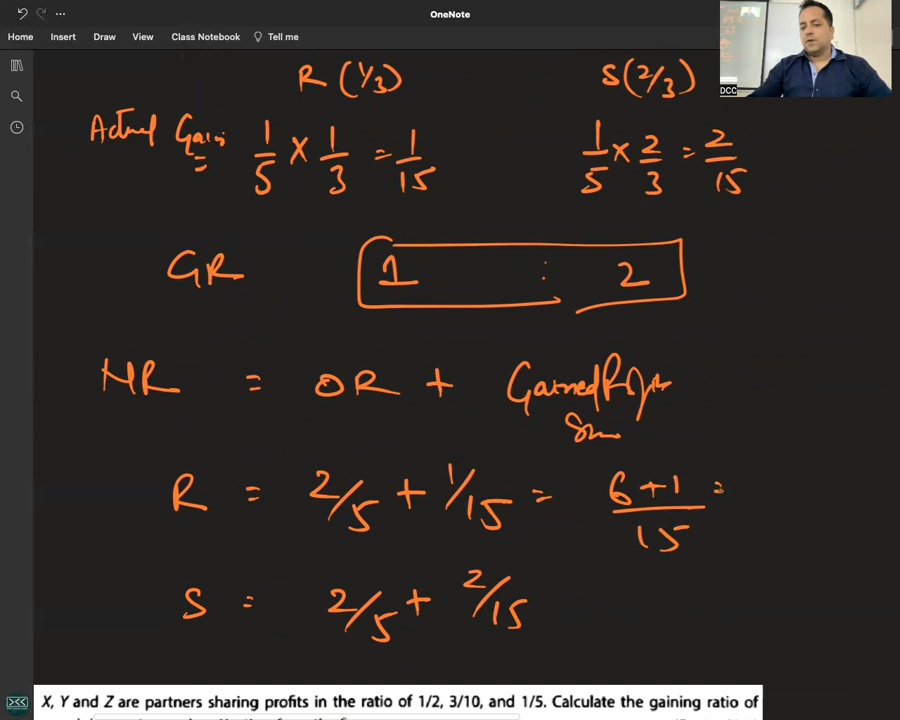 OneNote
Home Insert Draw View Class Notebook Tell me
R (1/3) S(2/3)
DCC
Actual Gain 1/5 X 1/3 = 1/15 1/5 x 2/3 = 2/15
GR 1 : 2
NR = OR + Gained
R = 2/5 + 1/15 = 6+1/15 =
S = 2/5 + 2/15
X, Y and Z are partners sharing profits in the ratio of 1/2, 3/10, and 1/5. Calculate the gaining ratio of